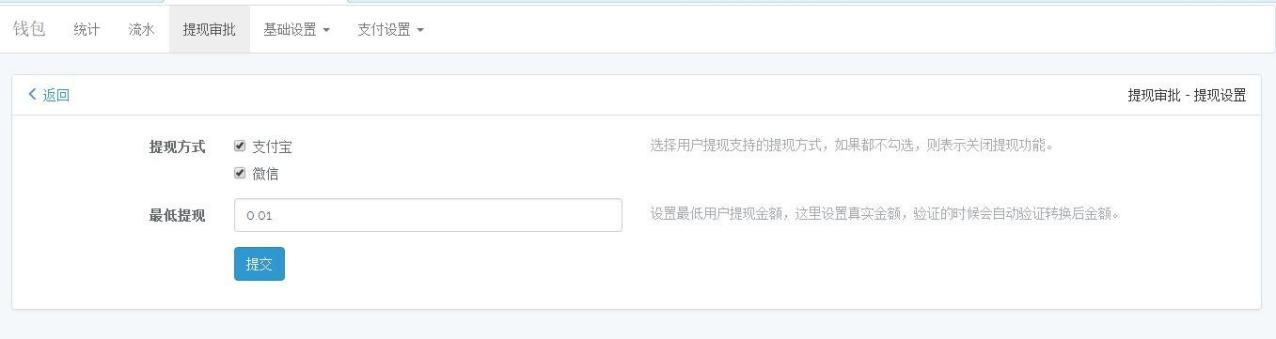 钱包 统计 流水 提现审批 基础设置 支付设置
返回 提现审批 - 提现设置
提现方式 支付宝 选择用户提现支持的提现方式，如果都不勾选，则表示关闭提现功能。
微信
最低提现 0.01 设置最低用户提现金额，这里设置真实金额，验证的时候会自动验证转换后金额。
提交